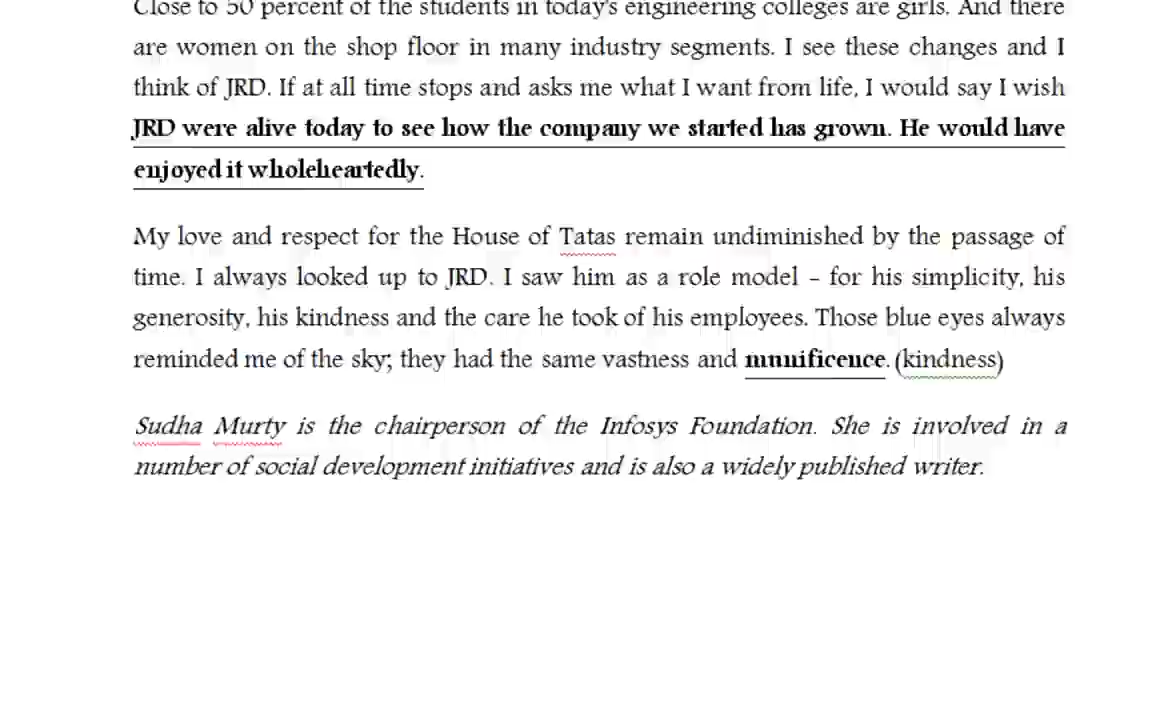 Close to 50 percent of the students in today's engineering colleges are girls. And there
are women on the shop floor in many industry segments. I see these changes and I
think of JRD. If at all time stops and asks me what I want from life, I would say I wish
JRD were alive today to see how the company we started has grown. He would have
enjoyed it wholeheartedly.
My love and respect for the House of Tatas remain undiminished by the passage of
time. I always looked up to JRD. I saw him as a role model – for his simplicity, his
generosity, his kindness and the care he took of his employees. Those blue eyes always
reminded me of the sky; they had the same vastness and munificence. (kindness)
Sudha Murty is the chairperson of the Infosys Foundation. She is involved in a
number of social development initiatives and is also a widely published writer.